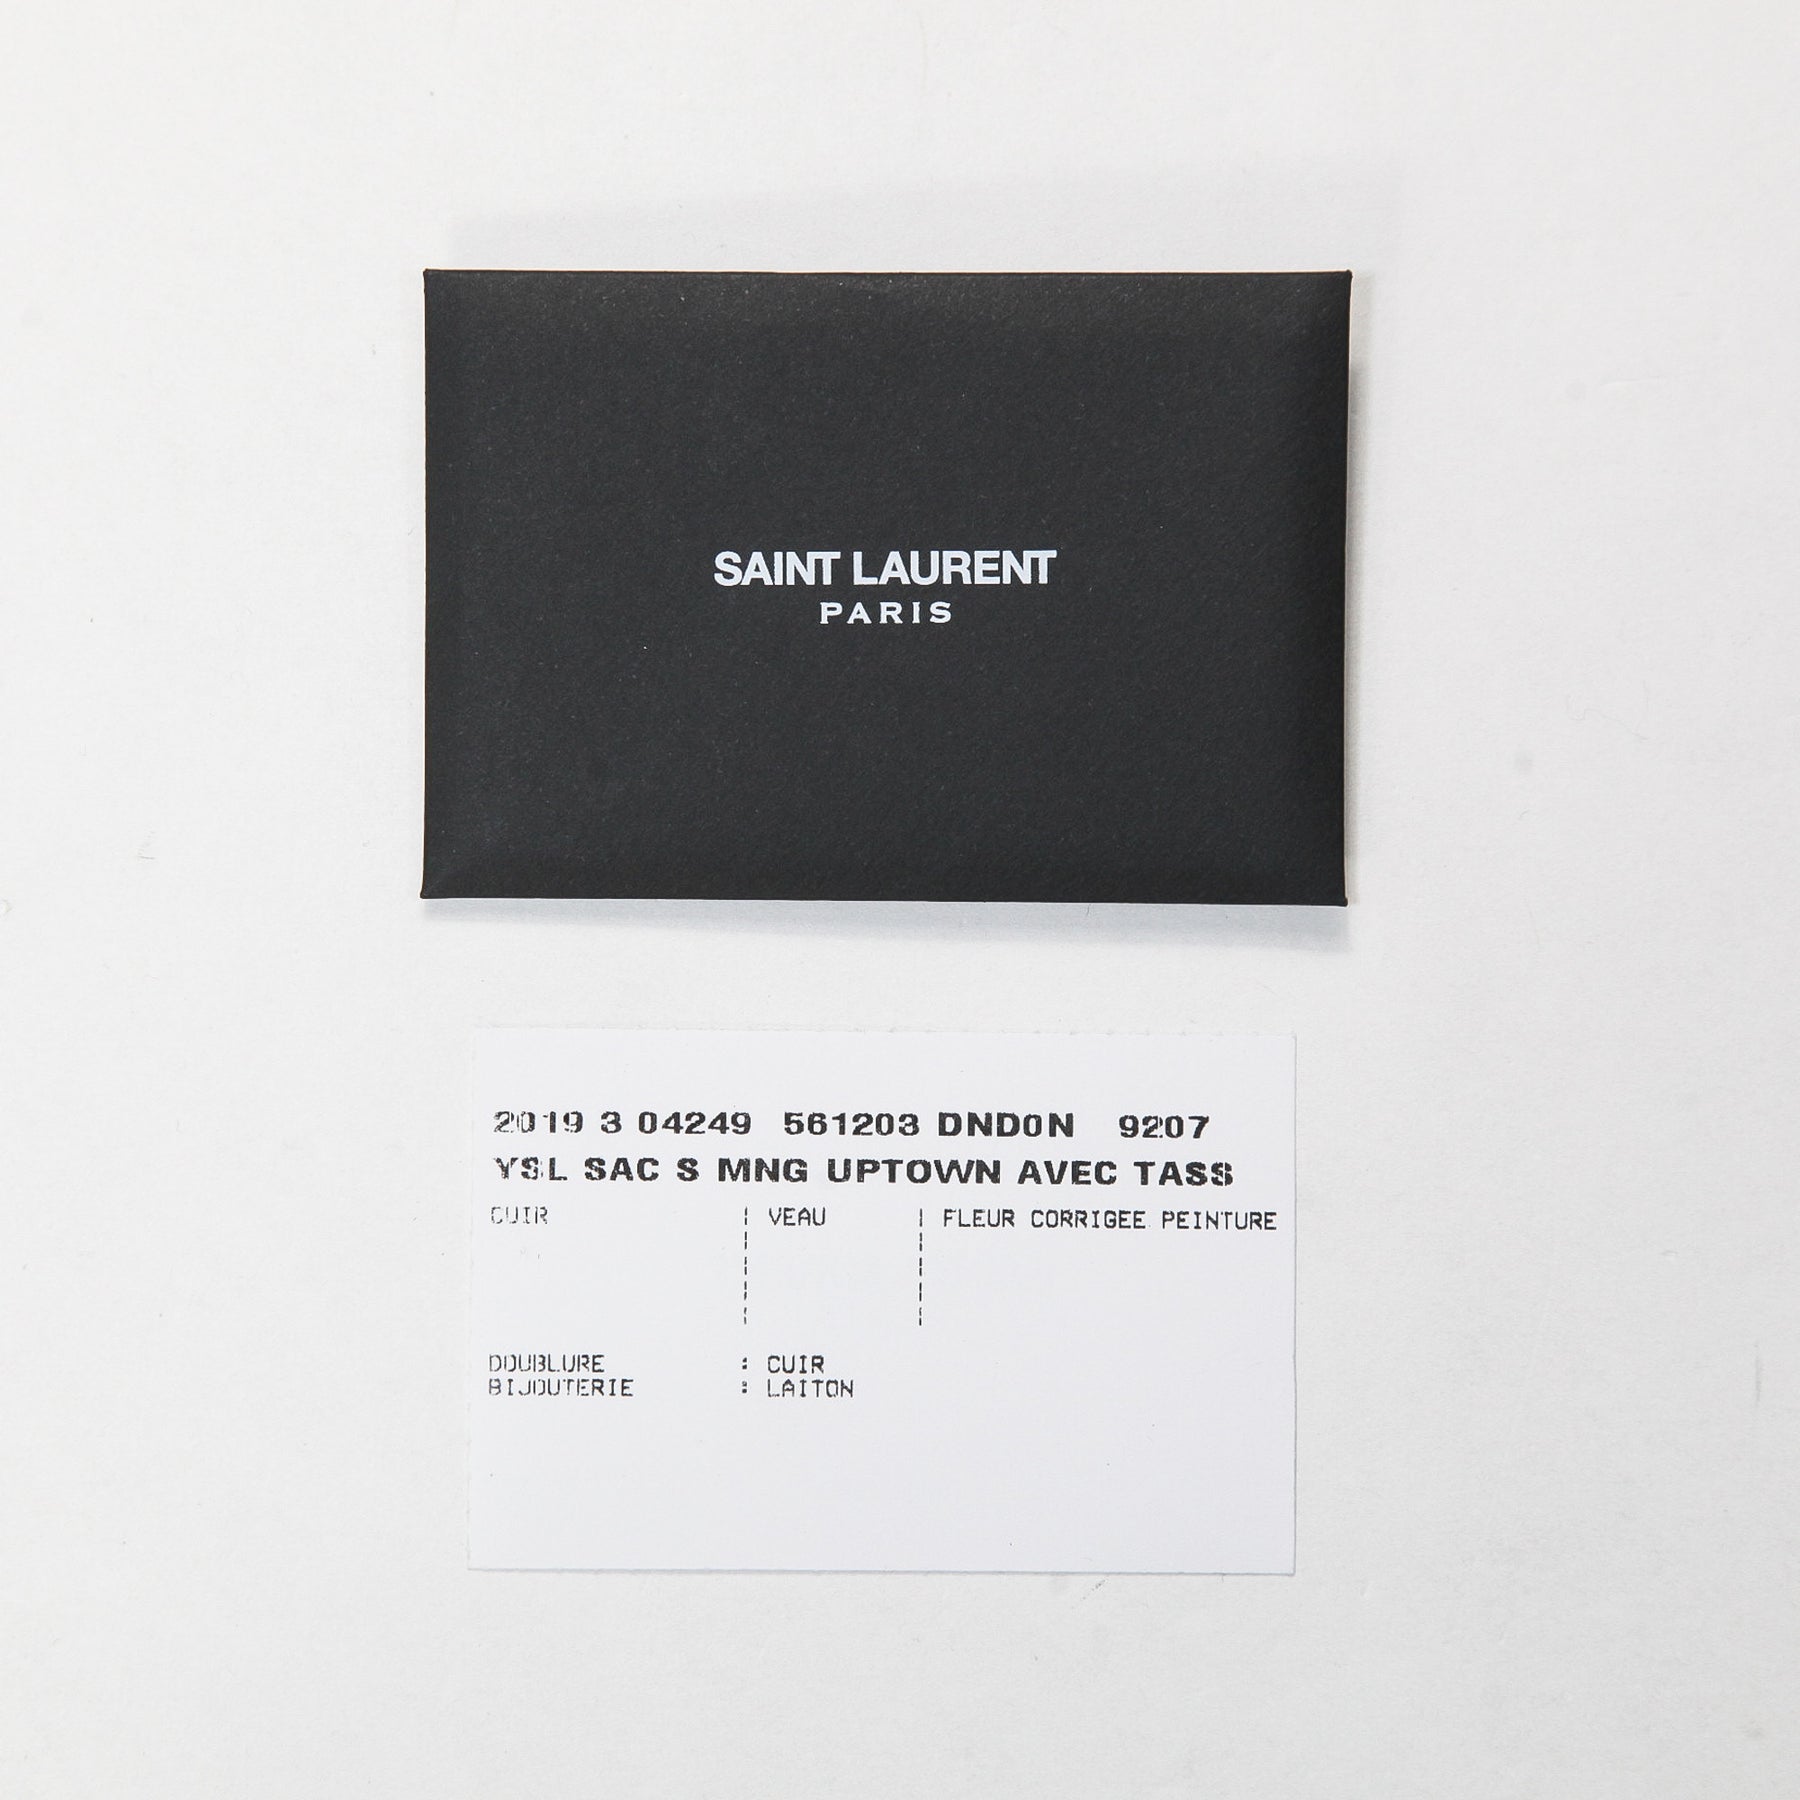 SAINT LAURENT
PARIS
2019 3 04249 561203 DND0N 9207
YSL SAC S MNG UPTOWN AVEC TASS
CUIR ¦ VEAU ¦ FLEUR CORRIGEE PEINTURE
DOUBLURE : CUIR
BIJOUTERIE : LAITON